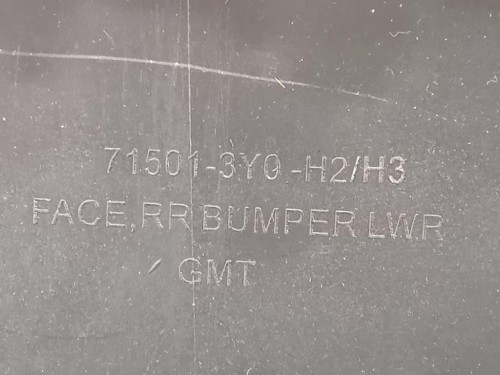 71501-3Y0-H2/H3
FACE,RR BUMPER LWR
GMT